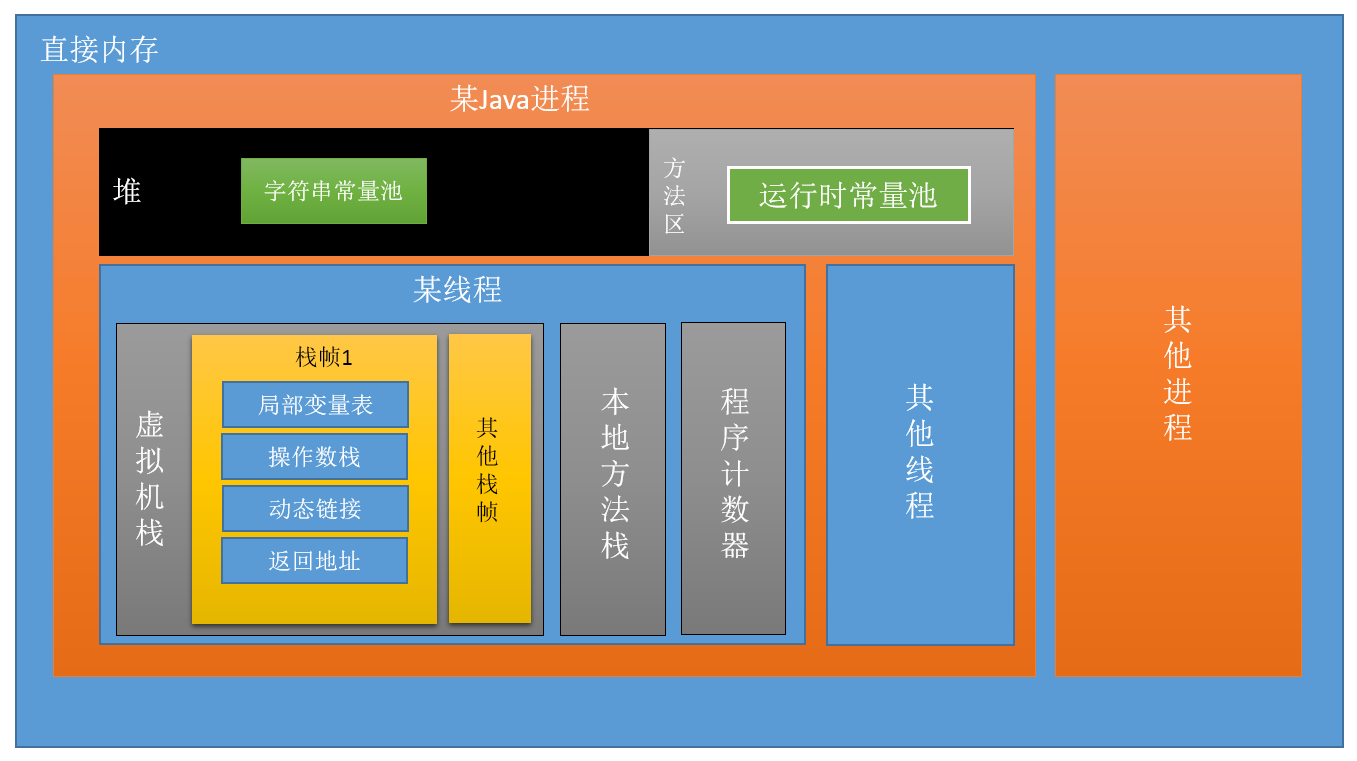 直接内存
某Java进程
堆
字符串常量池
方法区
运行时常量池
某线程
虚拟机栈
栈帧1
局部变量表
操作数栈
动态链接
返回地址
其他栈帧
本地方法栈
程序计数器
其他线程
其他进程